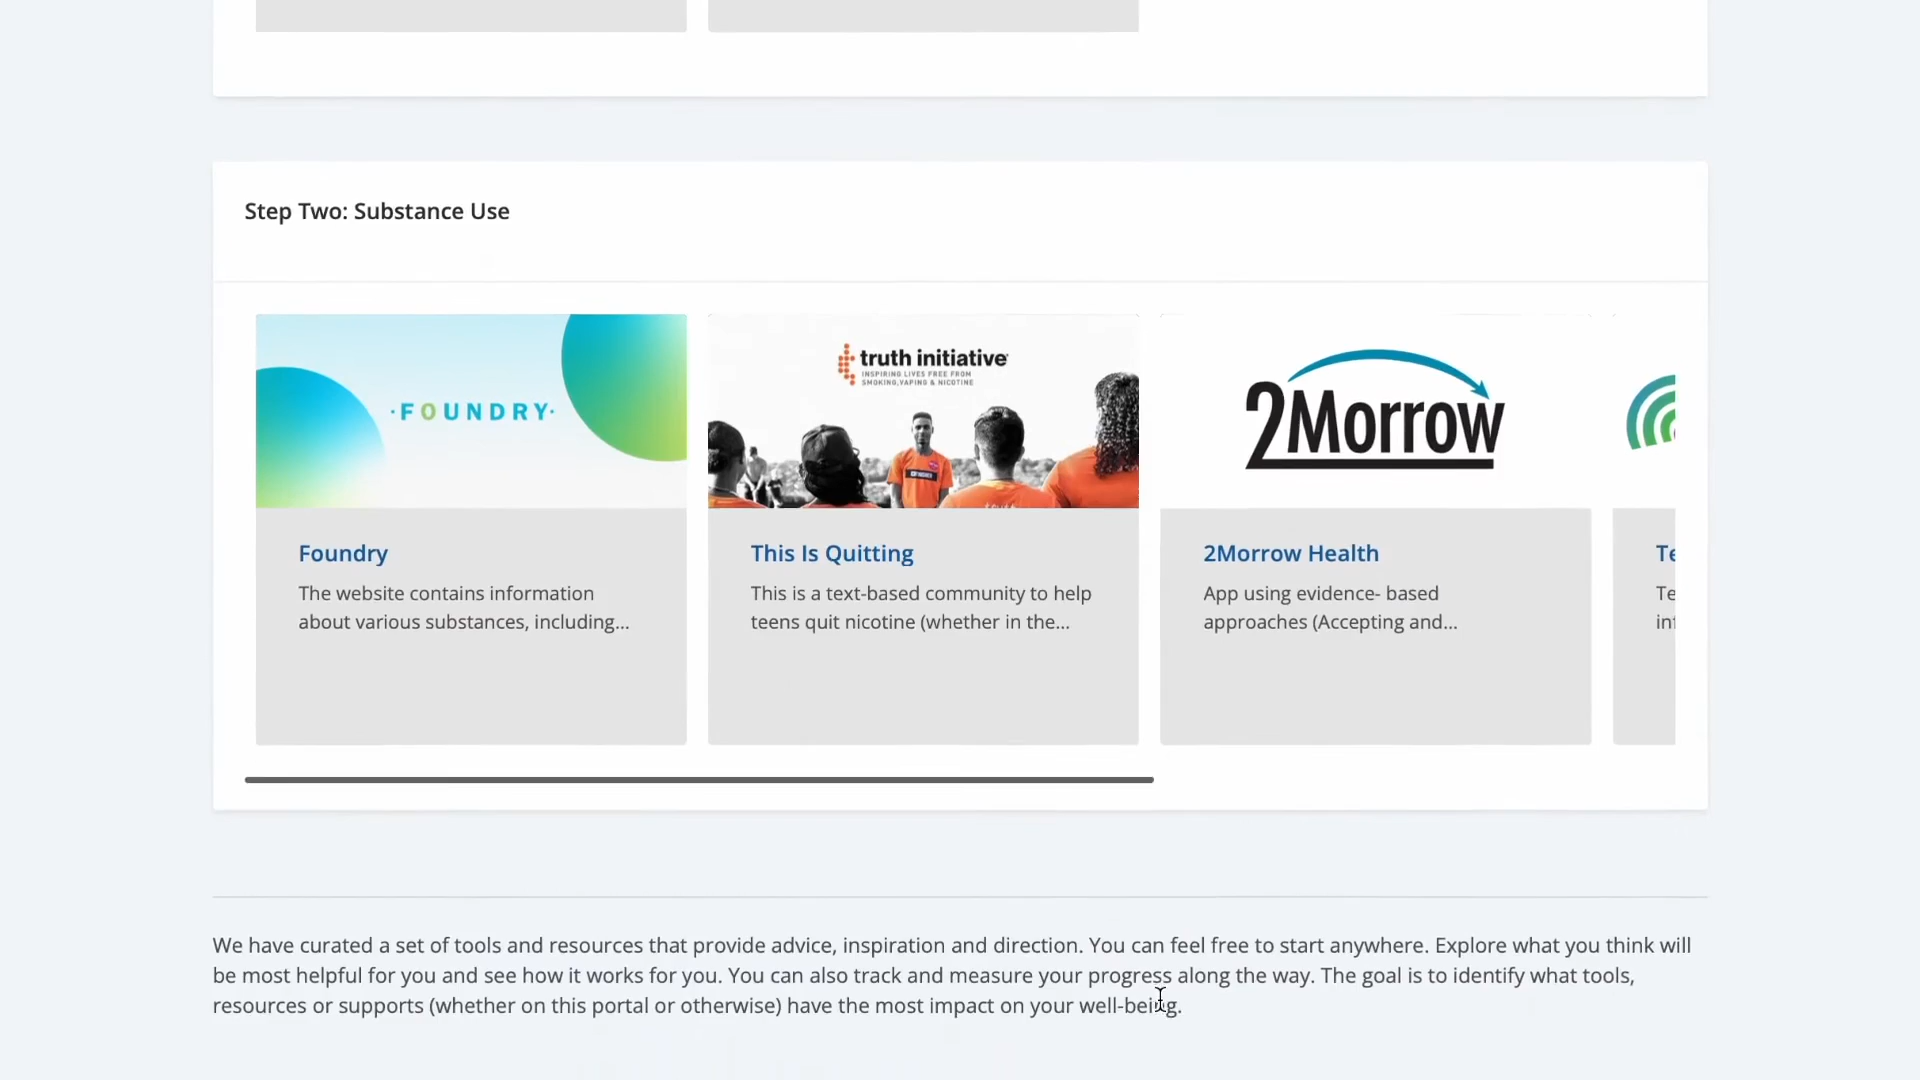 Step Two: Substance Use
·FOUNDRY·
truth initiative
INSPIRING LIVES FREE FROM
SMOKING, VAPING & NICOTINE
2Morrow
Foundry
The website contains information
about various substances, including...
This Is Quitting
This is a text-based community to help
teens quit nicotine (whether in the...
2Morrow Health
App using evidence- based
approaches (Accepting and...
Te
Te
inf
We have curated a set of tools and resources that provide advice, inspiration and direction. You can feel free to start anywhere. Explore what you think will
be most helpful for you and see how it works for you. You can also track and measure your progress along the way. The goal is to identify what tools,
resources or supports (whether on this portal or otherwise) have the most impact on your well-being.